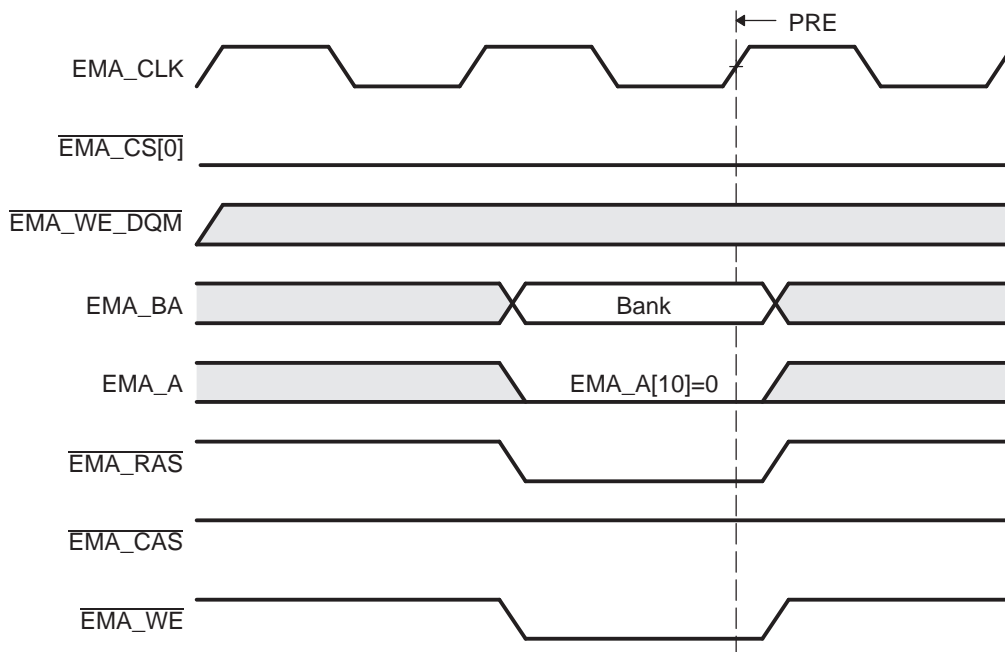 PRE
EMA_CLK
EMA_CS[0]
EMA_WE_DQM
EMA_BA
Bank
EMA_A
EMA_A[10]=0
EMA_RAS
EMA_CAS
EMA_WE